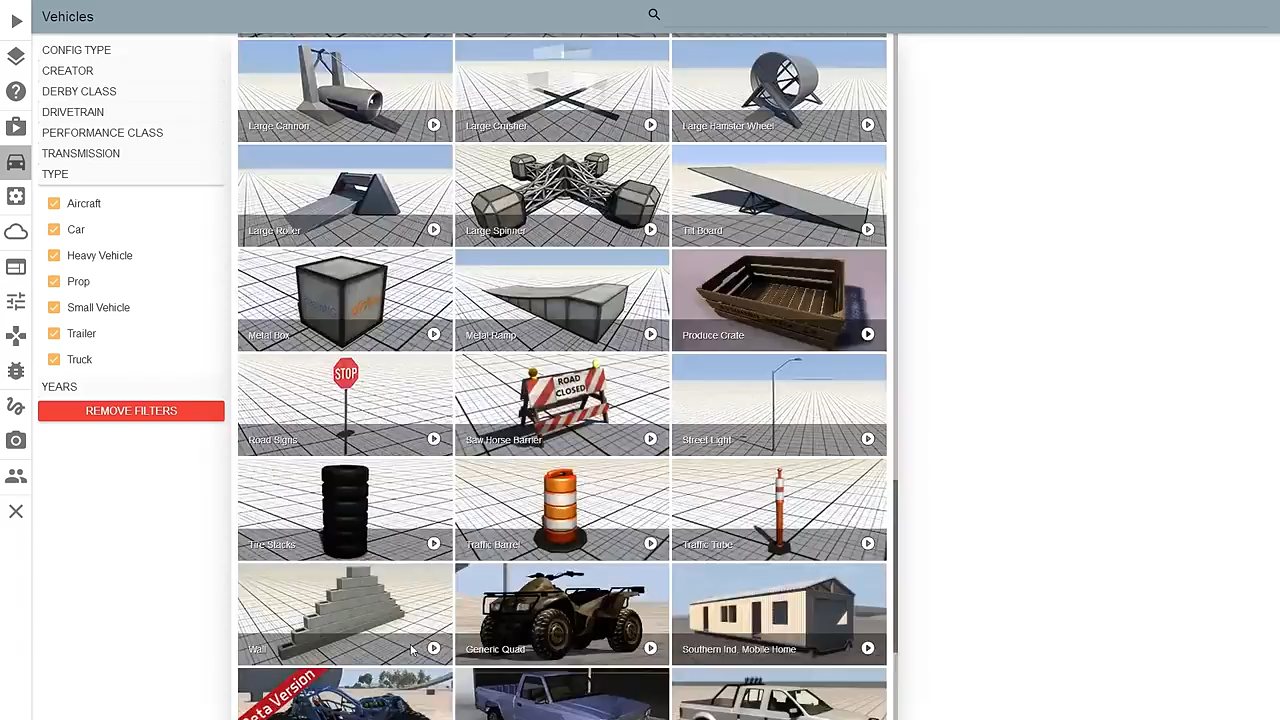 Vehicles
CONFIG TYPE
CREATOR
DERBY CLASS
DRIVETRAIN
PERFORMANCE CLASS
TRANSMISSION
TYPE
Aircraft
Car
Heavy Vehicle
Prop
Small Vehicle
Trailer
Truck
YEARS
REMOVE FILTERS
Large Cannon
Large Crusher
Large Hamster Wheel
Large Roller
Large Spinner
Tilt Board
Metal Box
Metal Ramp
Produce Crate
STOP
Road Signs
ROAD
CLOSED
Saw Horse Barrier
Street Light
Tire Stacks
Traffic Barrel
Traffic Tube
Wall
Generic Quad
Southern Ind. Mobile Home
Beta Version